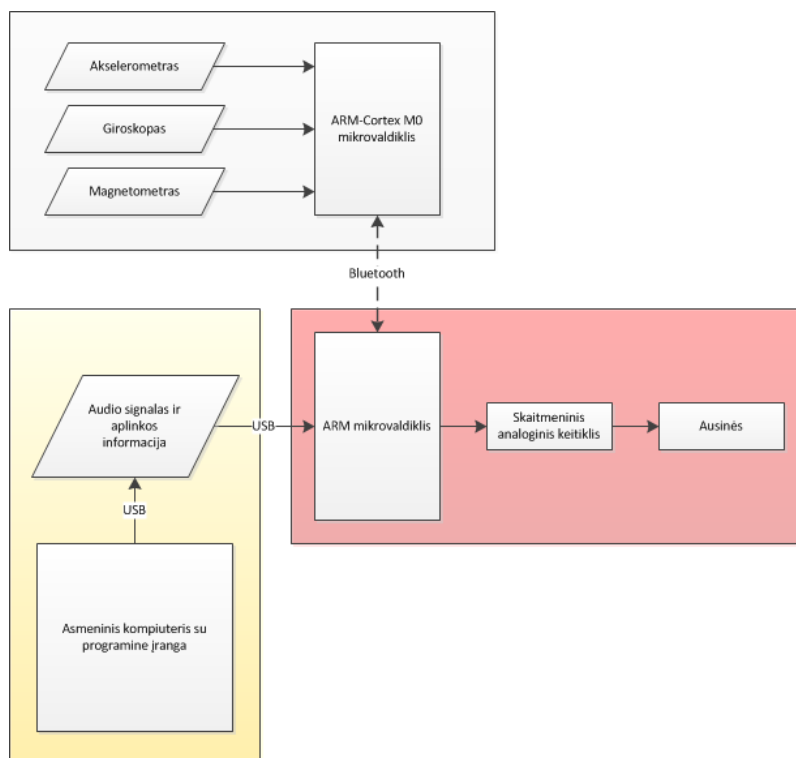 Akselerometras
Giroskopas
Magnetometras
ARM-Cortex M0
mikrovaldiklis
Bluetooth
Audio signalas ir
aplinkos
informacija
USB
ARM mikrovaldiklis
Skaitmeninis
analoginis keitiklis
Ausinės
USB
Asmeninis kompiuteris su
programine įranga